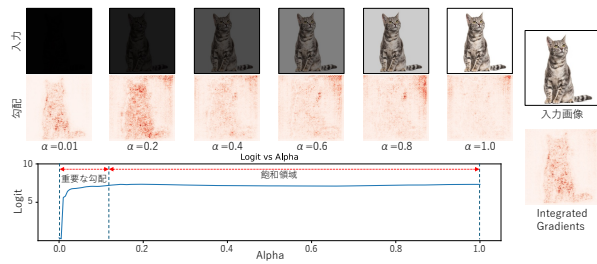 入力
勾配
α=0.01
α=0.2
α=0.4
α=0.6
α=0.8
α=1.0
入力画像
Integrated
Gradients
Logit vs Alpha
重要な勾配
飽和領域
Logit
10
5
0.0
0.2
0.4
0.6
0.8
1.0
Alpha